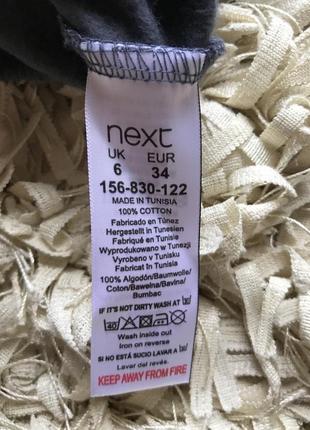 next
UK EUR
6 34
156-830-122
MADE IN TUNISIA
100% COTTON
Fabricado en Túnez
Hergestellt in Tunesien
Fabriqué en Tunisie
Wyprodukowano w Tunezji
Vyrobeno v Tunisku
Fabricat în Tunisia
100% Algodón/Baumwolle/
Coton/Bawełna/Bavlna/
Bumbac
IF IT'S NOT DIRTY WASH AT
40
Wash inside out
Iron on reverse
SI NO ESTÁ SUCIO LAVAR A
Lavar del revés.
KEEP AWAY FROM FIRE